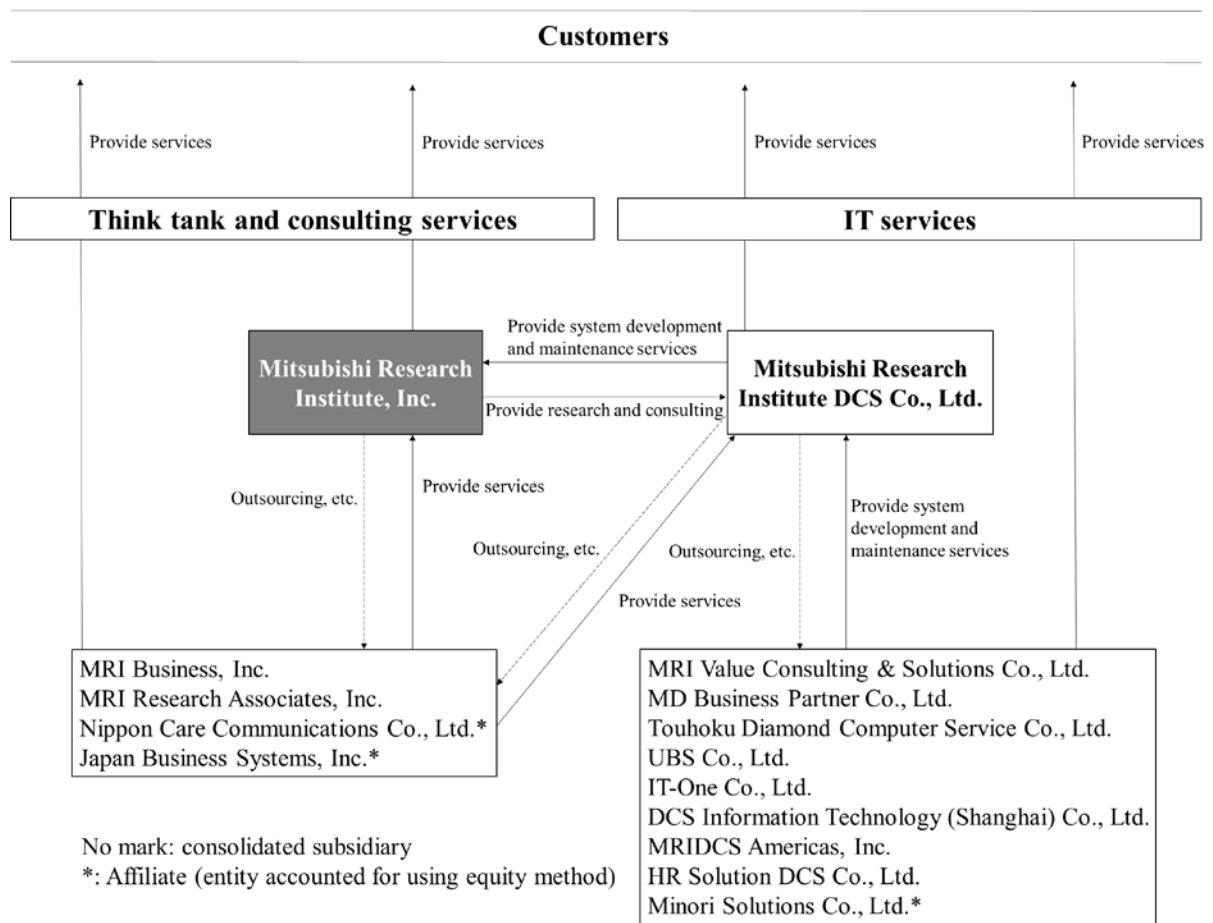 Customers
Provide services
Provide services
Provide services
Provide services
Think tank and consulting services
IT services
Provide system development
and maintenance services
Mitsubishi Research
Institute, Inc.
Mitsubishi Research
Institute DCS Co., Ltd.
Provide research and consulting
Outsourcing, etc.
Provide services
Outsourcing, etc.
Outsourcing, etc.
Provide system
development and
maintenance services
Provide services
MRI Business, Inc.
MRI Research Associates, Inc.
Nippon Care Communications Co., Ltd.*
Japan Business Systems, Inc.*
MRI Value Consulting & Solutions Co., Ltd.
MD Business Partner Co., Ltd.
Touhoku Diamond Computer Service Co., Ltd.
UBS Co., Ltd.
IT-One Co., Ltd.
DCS Information Technology (Shanghai) Co., Ltd.
MRIDCS Americas, Inc.
HR Solution DCS Co., Ltd.
Minori Solutions Co., Ltd.*
No mark: consolidated subsidiary
*: Affiliate (entity accounted for using equity method)